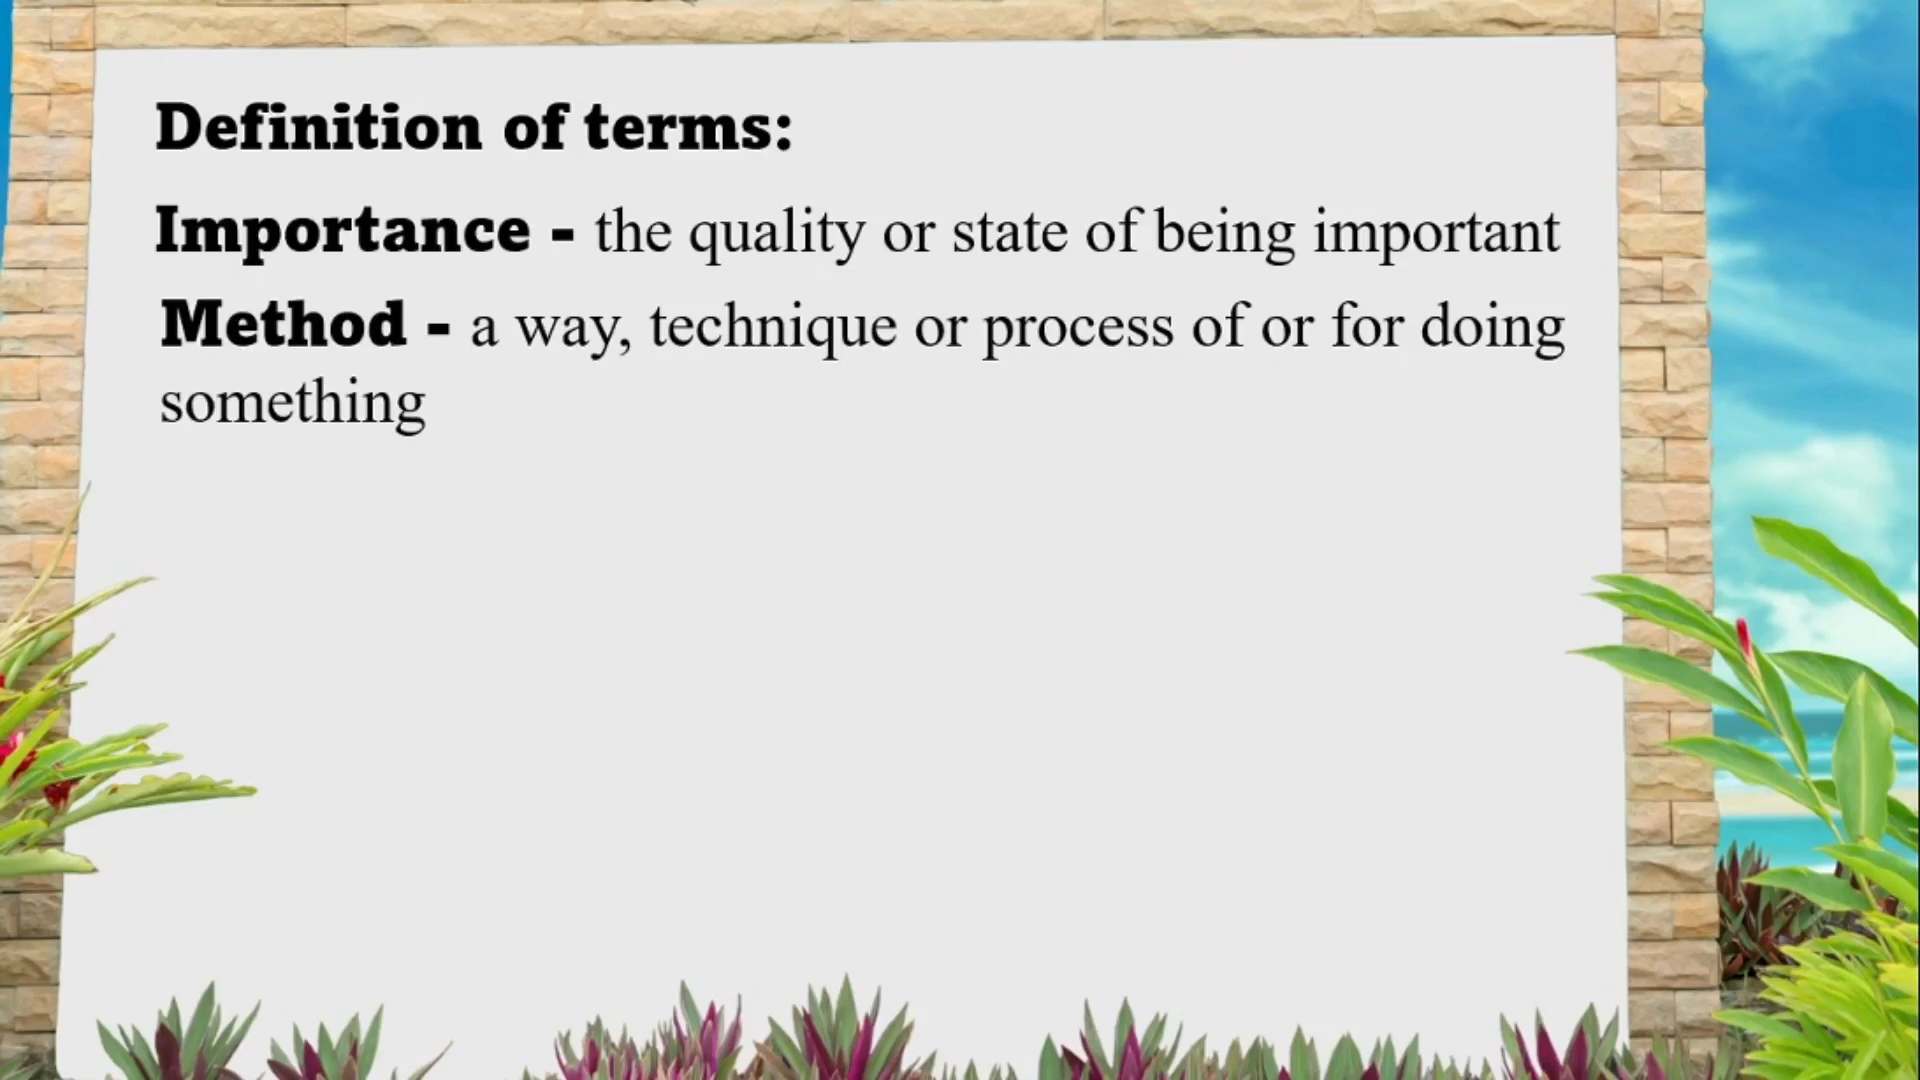 Definition of terms:
Importance - the quality or state of being important
Method - a way, technique or process of or for doing
something